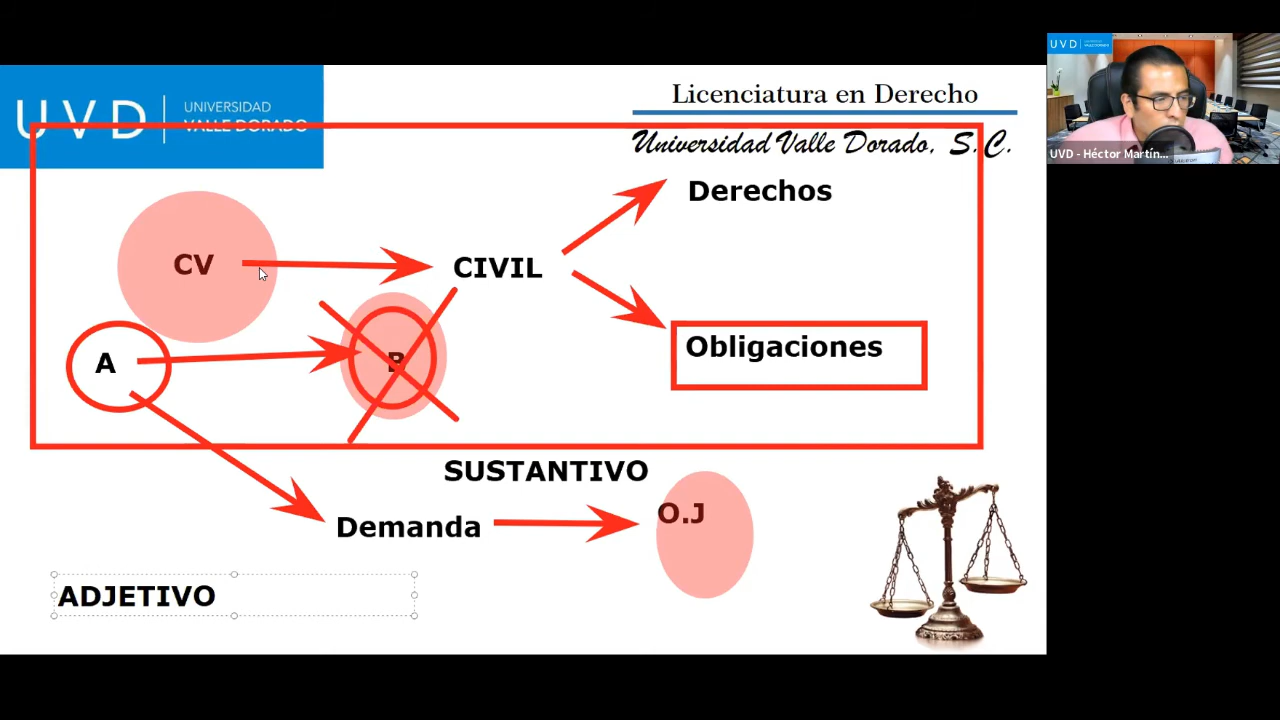 UVD
UNIVERSIDAD
VALLE DORADO
Licenciatura en Derecho
Universidad Valle Dorado, S.C.
Derechos
CV
CIVIL
A
B
Obligaciones
SUSTANTIVO
O.J
Demanda
ADJETIVO
UVD
UVD - Héctor Martín...